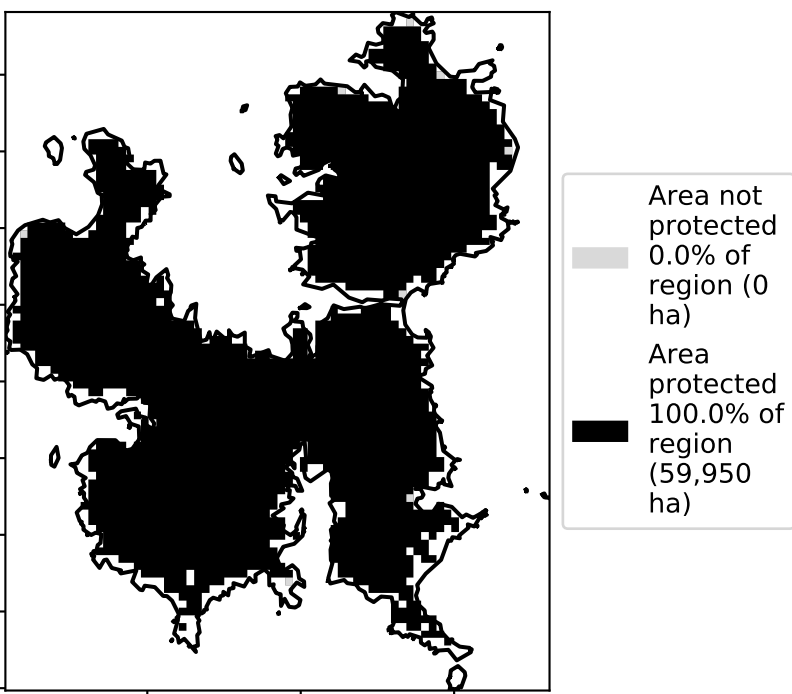 Area not
protected
0.0% of
region (0
ha)
Area
protected
100.0% of
region
(59,950
ha)